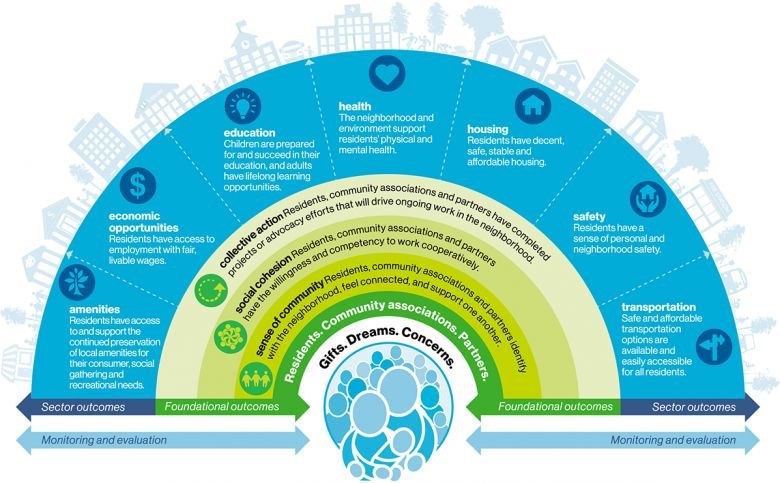 health
The neighborhood and
environment support
residents' physical and
mental health.
education
Children are prepared
for and succeed in their
education, and adults
have lifelong learning
opportunities.
housing
Residents have decent,
safe, stable and
affordable housing.
$
economic
opportunities
Residents have access to
employment with fair,
livable wages.
safety
Residents have a
sense of personal and
neighborhood safety.
amenities
Residents have access
to and support the
continued preservation
of local amenities for
their consumer, social
gathering and
recreational needs.
transportation
Safe and affordable
transportation
options are
available and
easily accessible
for all residents.
collective action Residents, community associations and partners have completed
projects or advocacy efforts that will drive ongoing work in the neighborhood.
social cohesion Residents, community associations and partners
have the willingness and competency to work cooperatively.
sense of community Residents, community associations and partners identify
with the neighborhood, feel connected, and support one another.
Residents. Community associations. Partners.
Gifts. Dreams. Concerns.
Sector outcomes
Foundational outcomes
Foundational outcomes
Sector outcomes
Monitoring and evaluation
Monitoring and evaluation